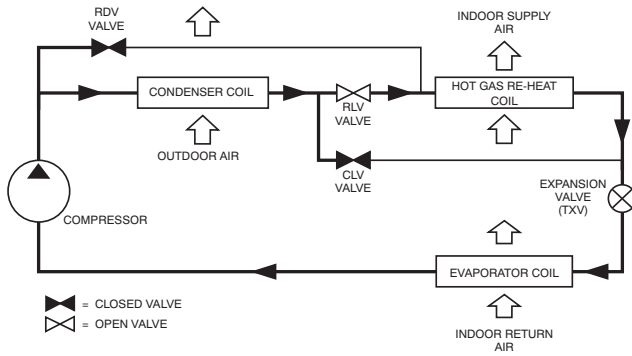 RDV
VALVE
INDOOR SUPPLY
AIR
CONDENSER COIL
RLV
VALVE
HOT GAS RE-HEAT
COIL
OUTDOOR AIR
CLV
VALVE
COMPRESSOR
EXPANSION
VALVE
(TXV)
EVAPORATOR COIL
= CLOSED VALVE
= OPEN VALVE
INDOOR RETURN
AIR